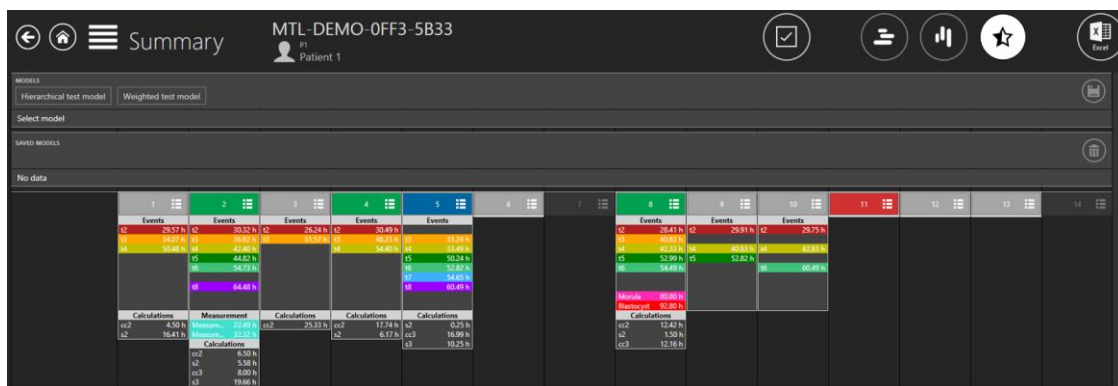 Summary
MTL-DEMO-0FF3-5B33
P1
Patient 1
Excel
MODELS
Hierarchical test model Weighted test model
Select model
SAVED MODELS
No data
1 2 3 4 5 6 7 8 9 10 11 12 13 14
Events Events Events Events Events Events Events Events
t2 29.57 h t2 30.32 h t2 26.24 h t2 30.49 h t2 28.41 h t2 29.91 h t2 29.75 h
t3 34.07 h t3 36.82 h t3 51.57 h t3 48.23 h t3 33.24 h t3 40.83 h
t4 50.48 h t4 42.40 h t4 54.40 h t4 33.49 h t4 42.33 h t4 40.83 h t4 42.83 h
t5 44.82 h t5 50.24 h t5 52.99 h t5 52.82 h
t6 54.73 h t6 52.82 h t6 54.49 h t6 60.49 h
t7 54.65 h
t8 64.48 h t8 60.49 h
Morula 80.80 h
Blastocyst 92.80 h
Calculations Measurement Calculations Calculations Calculations Calculations
cc2 4.50 h Measure... 22.49 h cc2 25.33 h cc2 17.74 h s2 0.25 h cc2 12.42 h
s2 16.41 h Measure... 32.32 h s2 6.17 h cc3 16.99 h s2 1.50 h
Calculations s3 10.25 h cc3 12.16 h
cc2 6.50 h
s2 5.58 h
cc3 8.00 h
s3 19.66 h